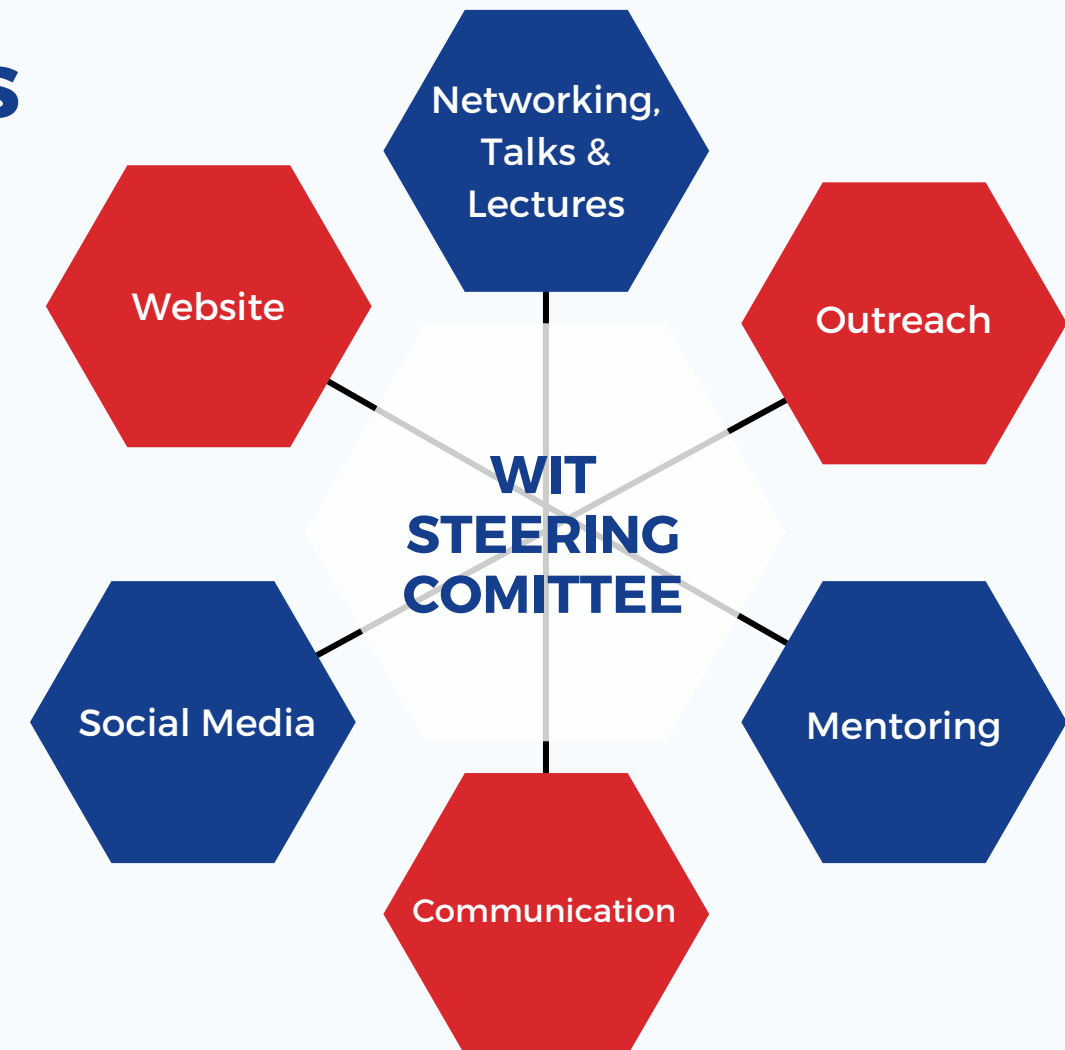 s
Networking,
Talks &
Lectures
Website
Outreach
WIT
STEERING
COMITTEE
Social Media
Mentoring
Communication